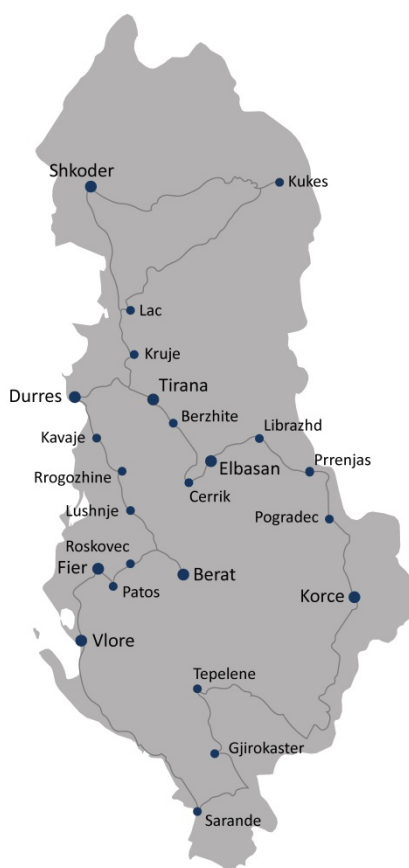 Shkoder
Kukes
Lac
Kruje
Tirana
Durres
Berzhite
Kavaje
Librazhd
Elbasan
Prrenjas
Rrogozhine
Cerrik
Lushnje
Pogradec
Roskovec
Fier
Berat
Patos
Korce
Vlore
Tepelene
Gjirokaster
Sarande